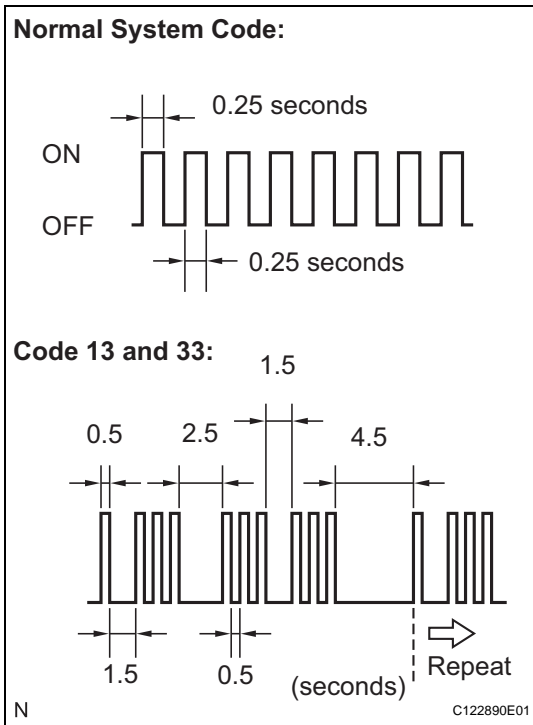 Normal System Code:
0.25 seconds
ON
OFF
0.25 seconds
Code 13 and 33:
1.5
0.5 2.5 4.5
1.5 0.5 (seconds) Repeat
N C122890E01